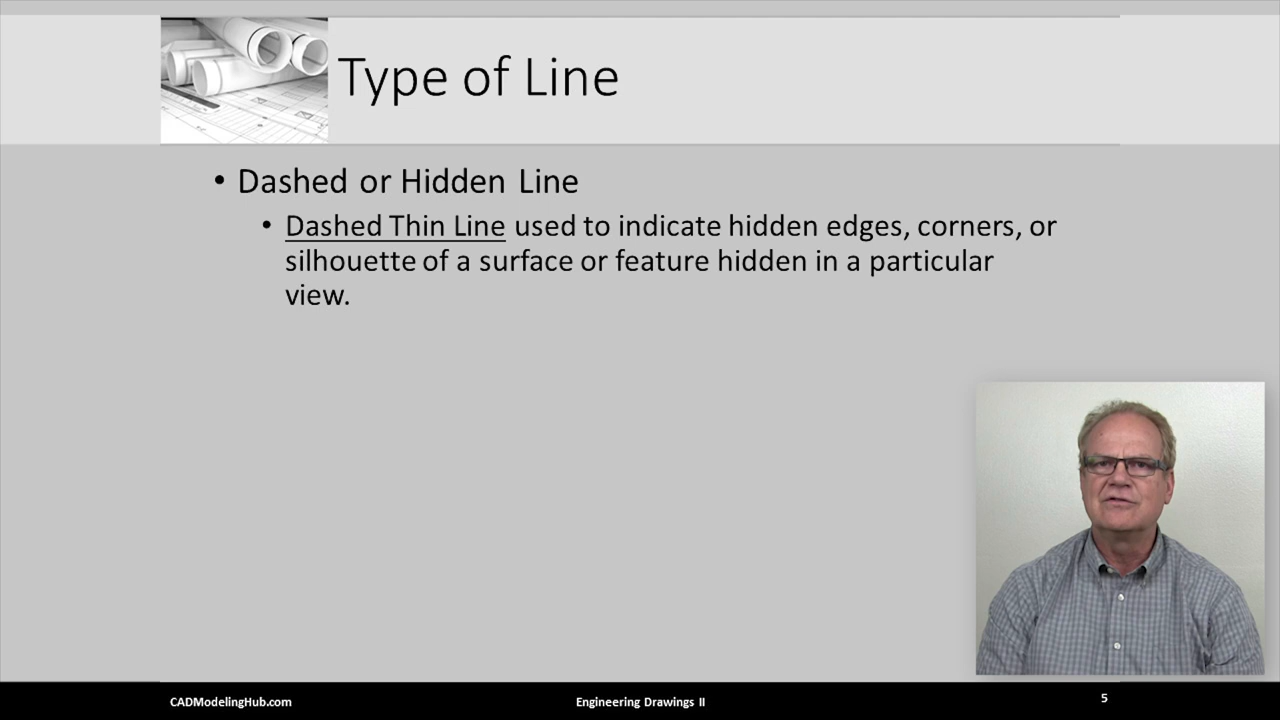 Type of Line
• Dashed or Hidden Line
• Dashed Thin Line used to indicate hidden edges, corners, or
silhouette of a surface or feature hidden in a particular
view.
CADModelingHub.com
Engineering Drawings II
5